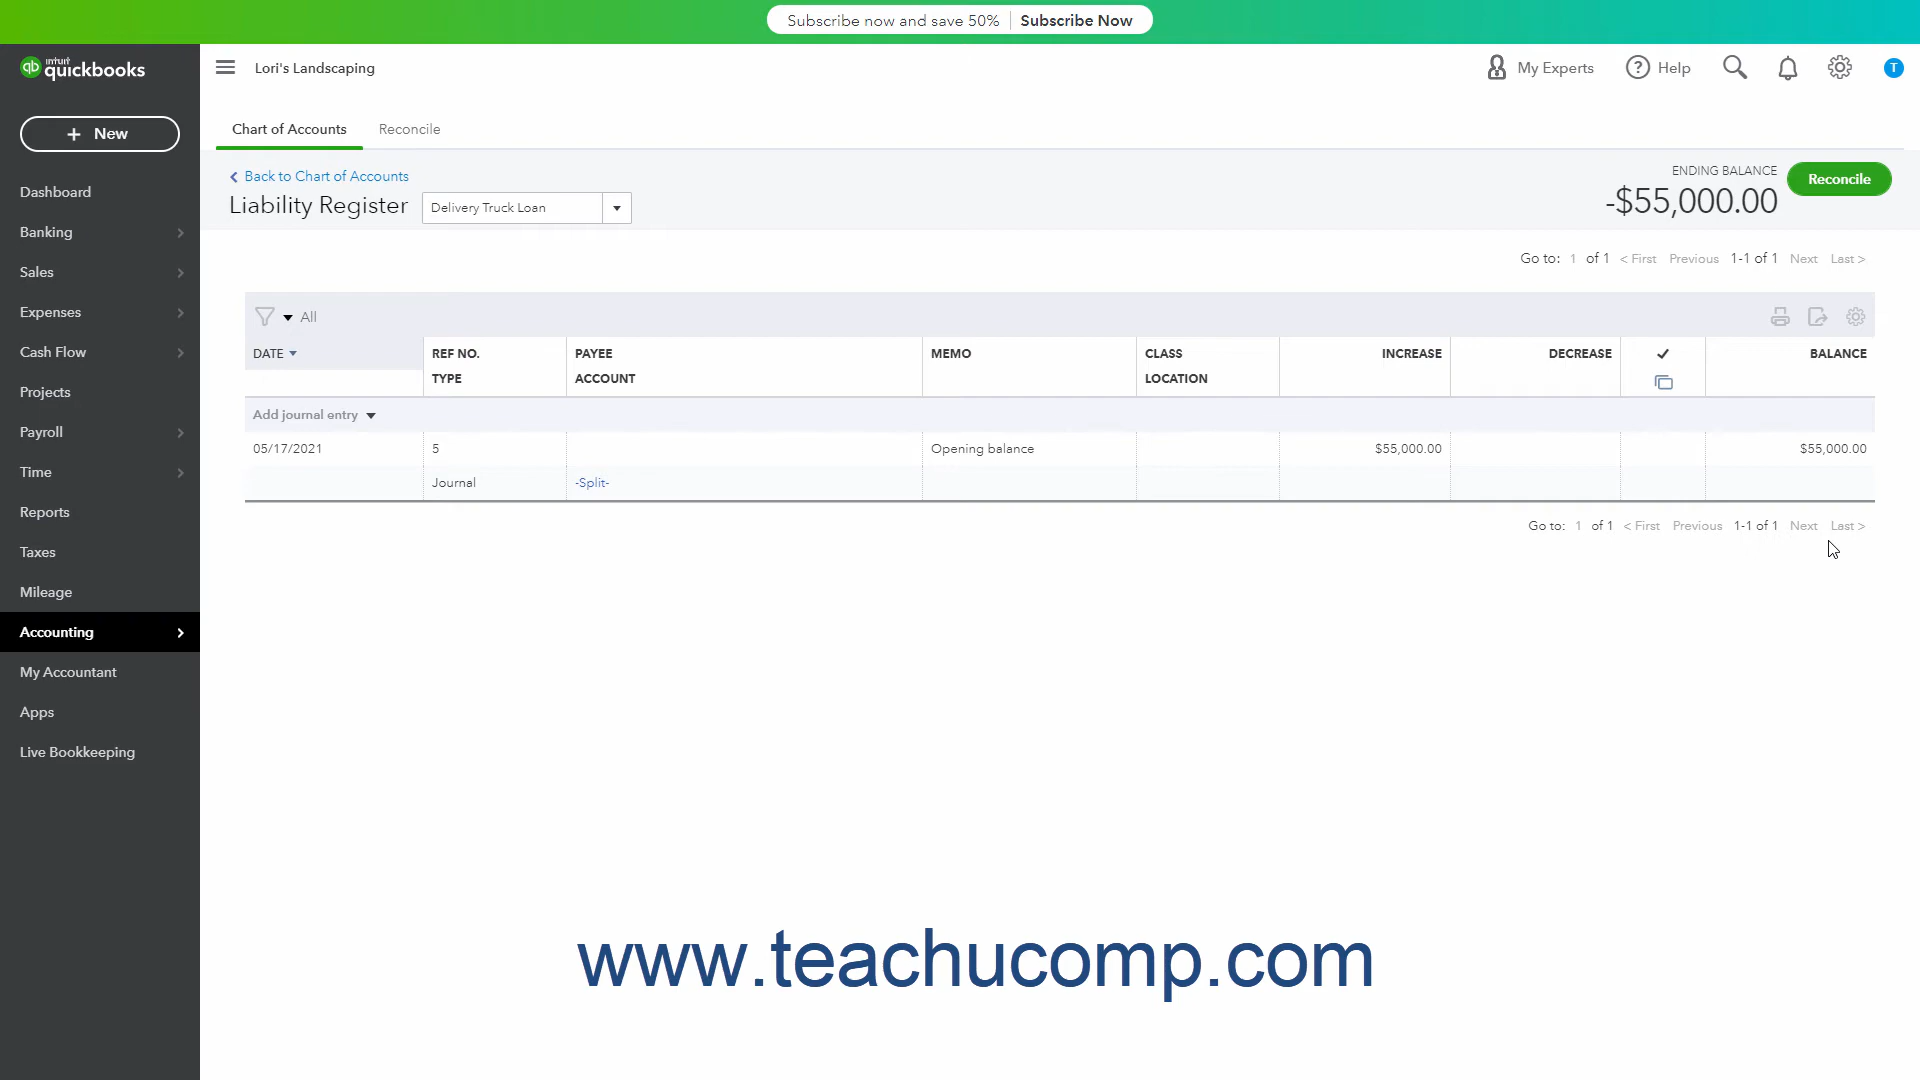 Subscribe now and save 50% Subscribe Now
intuit
qb quickbooks
Lori's Landscaping
My Experts
? Help
T
+ New
Chart of Accounts
Reconcile
Dashboard
Banking
Sales
Expenses
Cash Flow
Projects
Payroll
Time
Reports
Taxes
Mileage
Accounting
My Accountant
Apps
Live Bookkeeping
< Back to Chart of Accounts
Liability Register
Delivery Truck Loan
ENDING BALANCE
-$55,000.00
Reconcile
Go to: 1 of 1 < First Previous 1-1 of 1 Next Last >
All
DATE REF NO. PAYEE MEMO CLASS INCREASE DECREASE ✓ BALANCE
TYPE ACCOUNT LOCATION
Add journal entry
05/17/2021 5 Opening balance $55,000.00 $55,000.00
Journal -Split-
Go to: 1 of 1 < First Previous 1-1 of 1 Next Last >
www.teachucomp.com